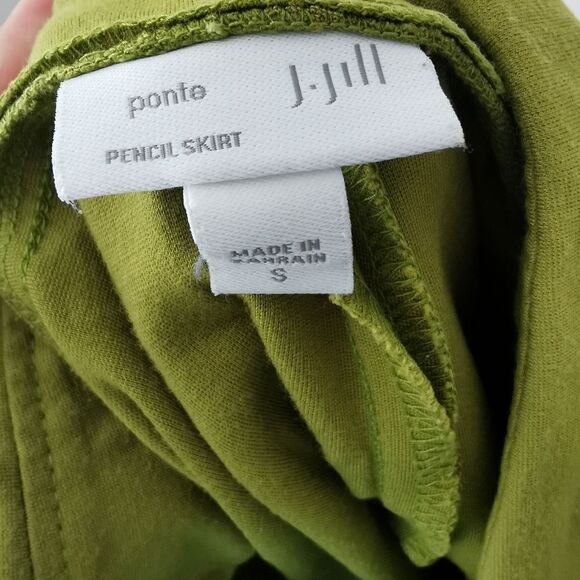 ponte J.Jill
PENCIL SKIRT
MADE IN
BAHRAIN
S